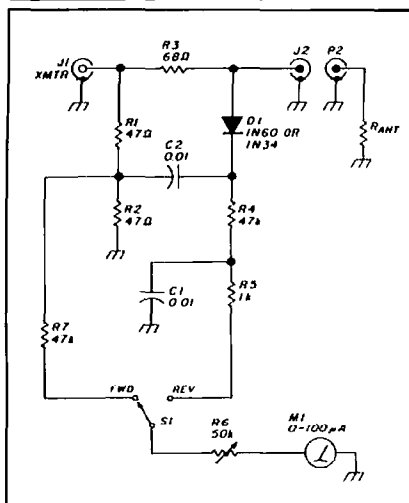 J1
XMTR
R3
68Ω
J2
P2
R1
47Ω
D1
1N60 OR
1N34
RANT
C2
0.01
R2
47Ω
R4
47k
C1
0.01
R5
1k
R7
47k
FWD
REV
S1
R6
50k
M1
0-100μA